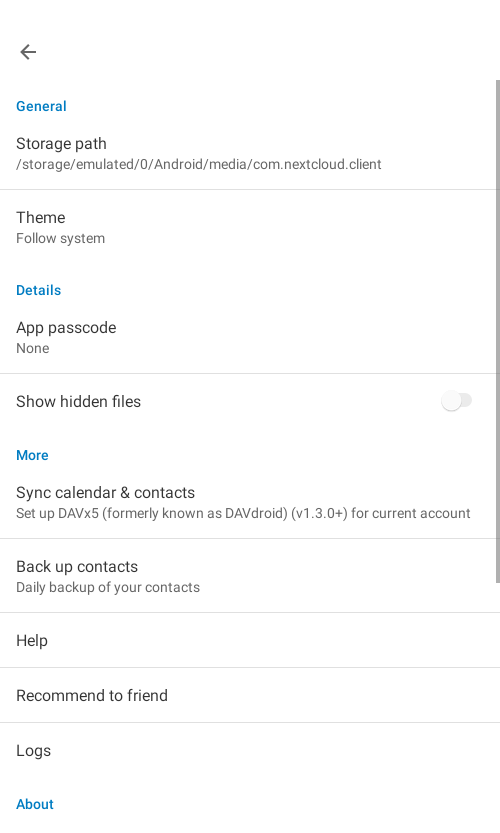 General
Storage path
/storage/emulated/0/Android/media/com.nextcloud.client
Theme
Follow system
Details
App passcode
None
Show hidden files
More
Sync calendar & contacts
Set up DAVx5 (formerly known as DAVdroid) (v1.3.0+) for current account
Back up contacts
Daily backup of your contacts
Help
Recommend to friend
Logs
About